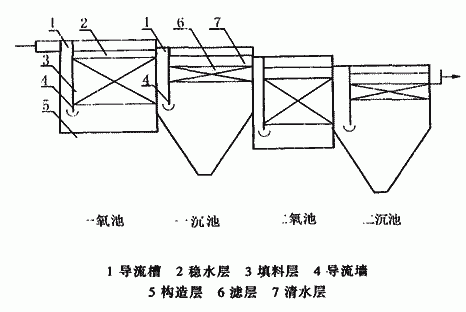 1 2 1 6 7
3
4 4
5
一氧池 一沉池 二氧池 二沉池
1 导流槽 2 稳水层 3 填料层 4 导流墙
5 构造层 6 滤层 7 清水层